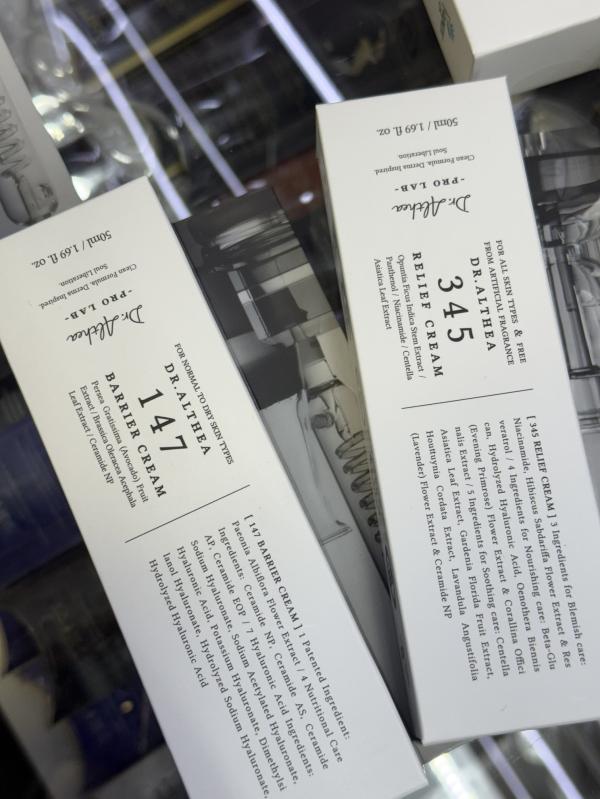 50ml / 1.69 fl. oz.
Clean Formula. Derma Inspired.
Soul Liberation.
-PRO LAB-
Dr.Althea
FOR NORMAL TO DRY SKIN TYPES
DR.ALTHEA
147
BARRIER CREAM
Persea Gratissima (Avocado) Fruit
Extract / Brassica Oleracea Acephala
Leaf Extract / Ceramide NP
[ 147 BARRIER CREAM ] 1 Patented Ingredient:
Paeonia Albiflora Flower Extract / 4 Nutritional Care
Ingredients: Ceramide NP, Ceramide AS, Ceramide
AP, Ceramide EOP / 7 Hyaluronic Acid Ingredients:
Sodium Hyaluronate, Sodium Acetylated Hyaluronate,
Hyaluronic Acid, Potassium Hyaluronate, Dimethylsi
lanol Hyaluronate, Hydrolyzed Sodium Hyaluronate,
Hydrolyzed Hyaluronic Acid
50ml / 1.69 fl. oz.
Clean Formula. Derma Inspired.
Soul Liberation.
-PRO LAB-
Dr.Althea
FOR ALL SKIN TYPES & FREE
FROM ARTIFICIAL FRAGRANCE
DR.ALTHEA
345
RELIEF CREAM
Opuntia Ficus Indica Stem Extract /
Panthenol / Niacinamide / Centella
Asiatica Leaf Extract
[ 345 RELIEF CREAM ] 3 Ingredients for Blemish care:
Niacinamide, Hibiscus Sabdariffa Flower Extract & Res
veratrol / 4 Ingredients for Nourishing care: Beta-Glu
can, Hydrolyzed Hyaluronic Acid, Oenothera Biennis
(Evening Primrose) Flower Extract & Corallina Offici
nalis Extract / 5 Ingredients for Soothing care: Centella
Asiatica Leaf Extract, Gardenia Florida Fruit Extract,
Houttuynia Cordata Extract, Lavandula Angustifolia
(Lavender) Flower Extract & Ceramide NP